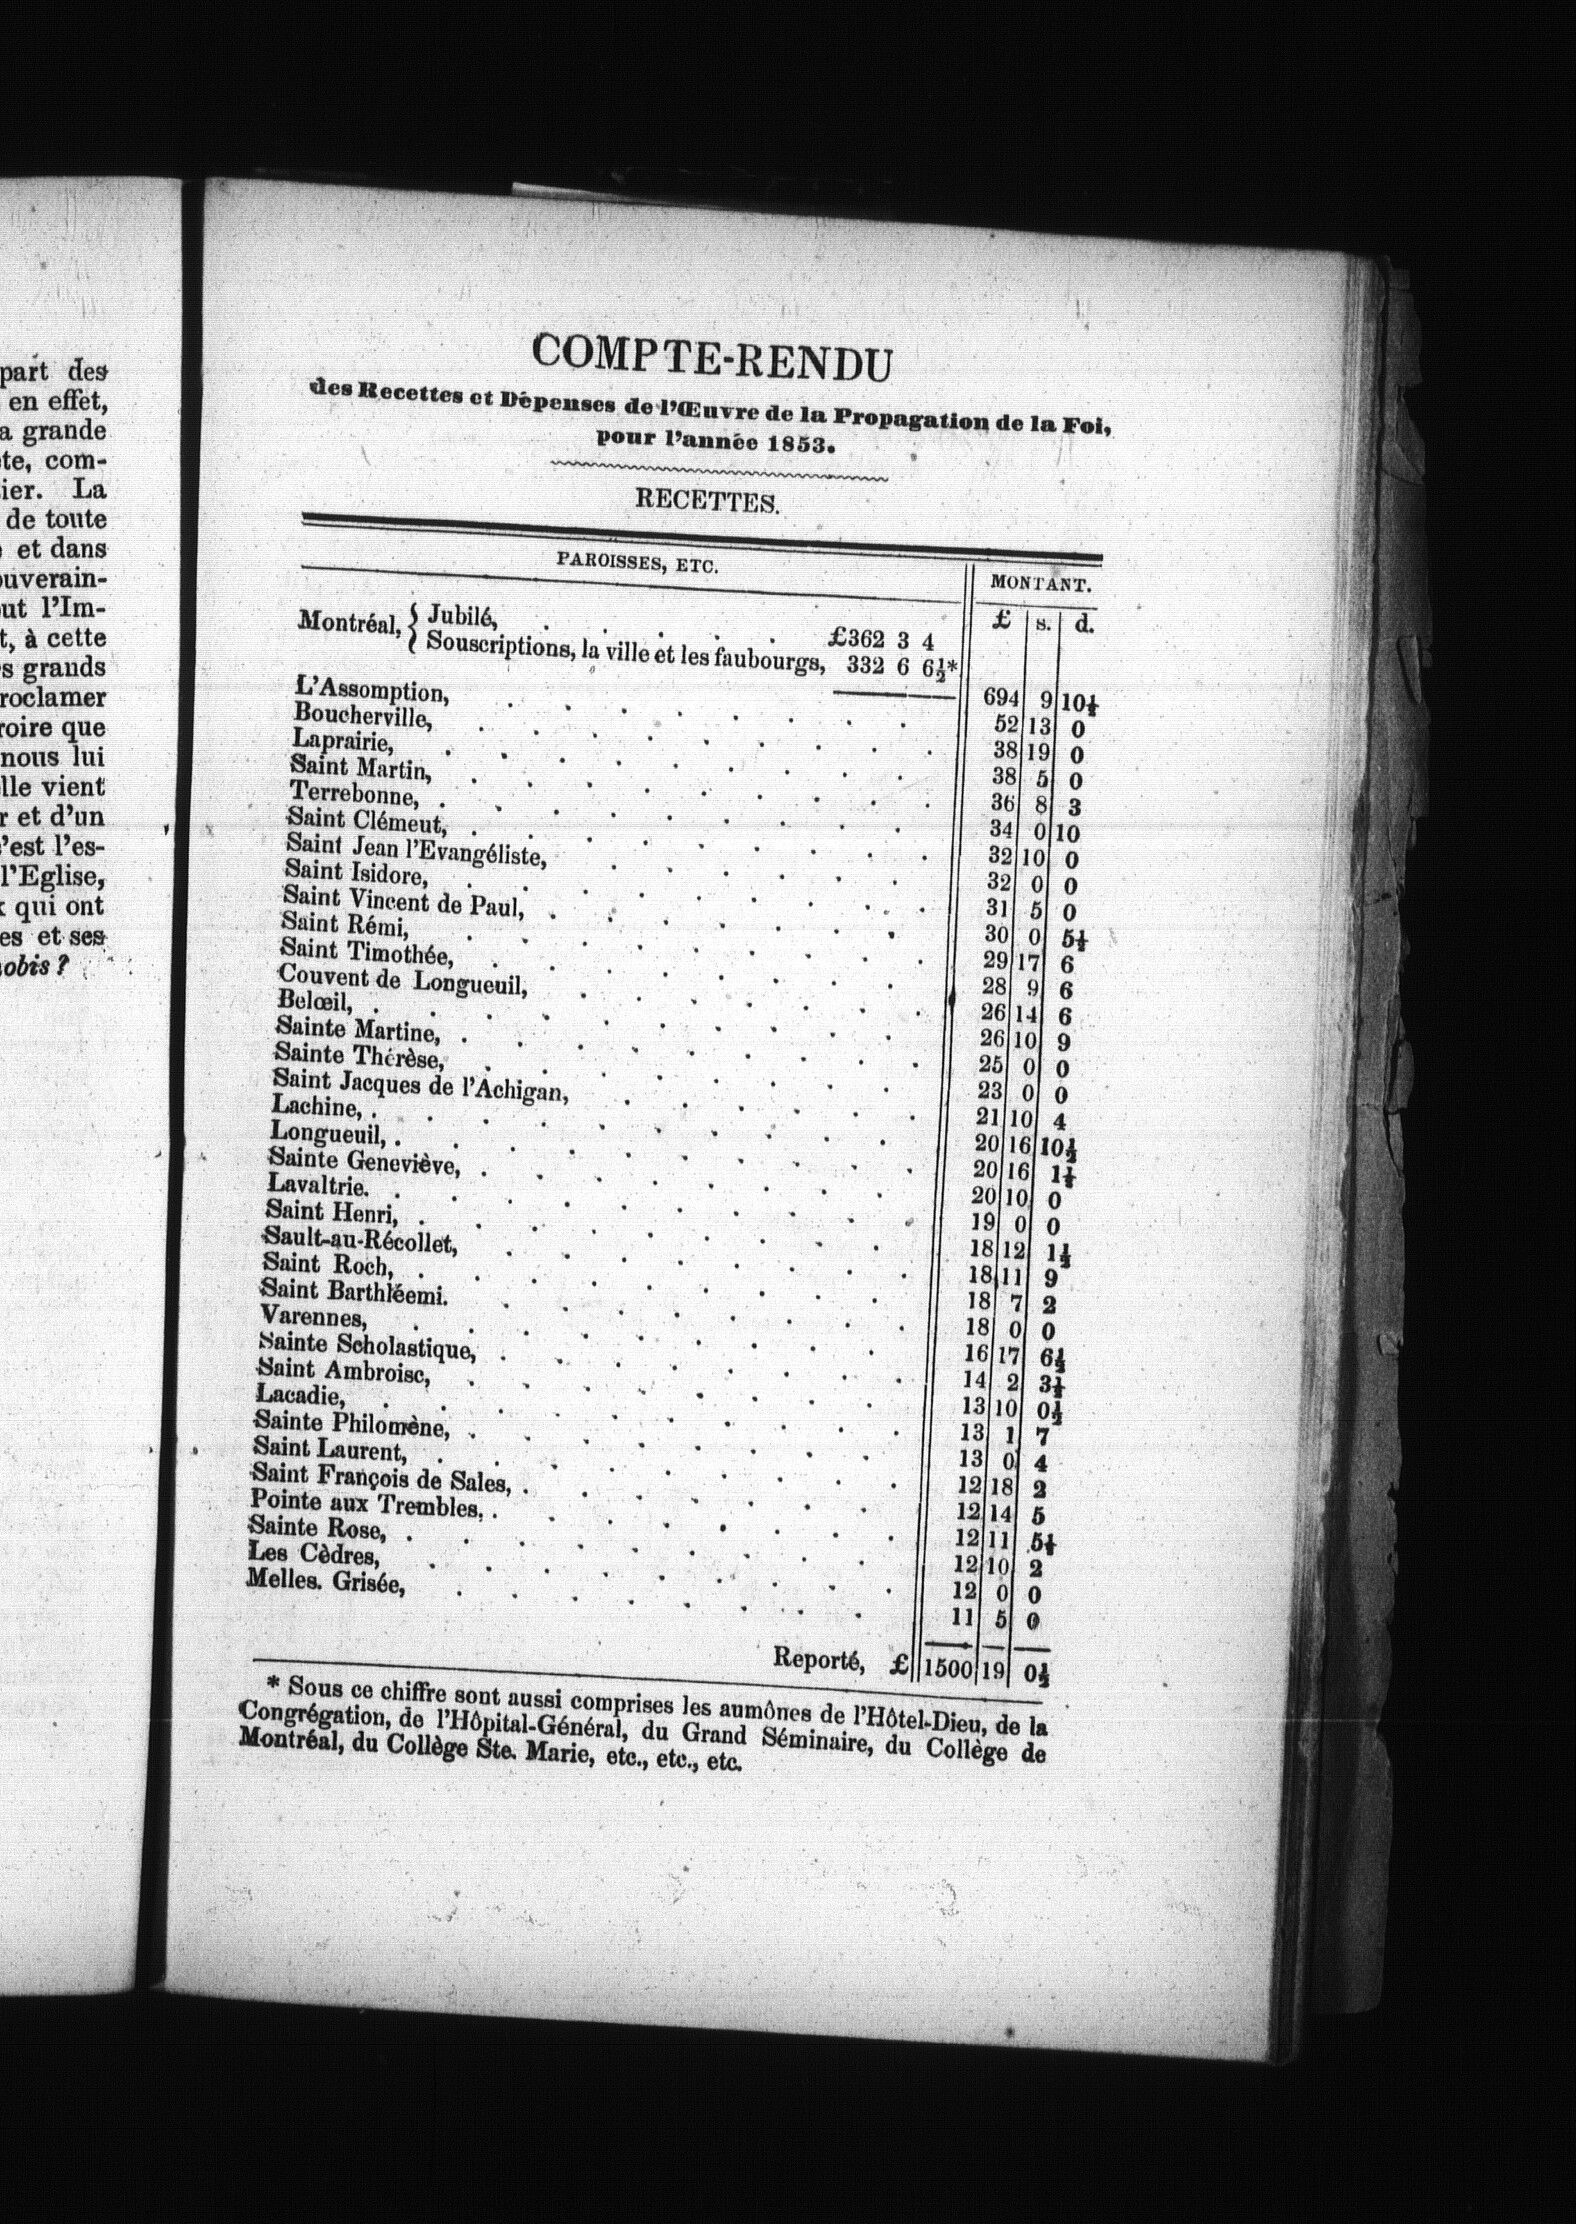 part des
en effet,
a grande
te, com-
ier. La
de toute
et dans
ouverain-
out l'Im-
t, à cette
s grands
roclamer
roire que
nous lui
lle vient
r et d'un
'est l'es-
l'Eglise,
x qui ont
es et ses
obis ?
COMPTE-RENDU
des Recettes et Dépenses de l'Œuvre de la Propagation de la Foi,
pour l'année 1853.
RECETTES.
PAROISSES, ETC. MONTANT.
£ s. d.
Montréal, { Jubilé, . . . . . £362 3 4
Souscriptions, la ville et les faubourgs, 332 6 6½*
694 9 10½
L'Assomption, 52 13 0
Boucherville, 38 19 0
Laprairie, 38 5 0
Saint Martin, 36 8 3
Terrebonne, 34 0 10
Saint Clémeut, 32 10 0
Saint Jean l'Evangéliste, 32 0 0
Saint Isidore, 31 5 0
Saint Vincent de Paul, 30 0 5½
Saint Rémi, 29 17 6
Saint Timothée, 28 9 6
Couvent de Longueuil, 26 14 6
Belœil, 26 10 9
Sainte Martine, 25 0 0
Sainte Thérèse, 23 0 0
Saint Jacques de l'Achigan, 21 10 4
Lachine, 20 16 10½
Longueuil, 20 16 1½
Sainte Geneviève, 20 10 0
Lavaltrie. 19 0 0
Saint Henri, 18 12 1½
Sault-au-Récollet, 18 11 9
Saint Roch, 18 7 2
Saint Barthléemi. 18 0 0
Varennes, 16 17 6½
Sainte Scholastique, 14 2 3½
Saint Ambroise, 13 10 0½
Lacadie, 13 1 7
Sainte Philomène, 13 0 4
Saint Laurent, 12 18 2
Saint François de Sales, 12 14 5
Pointe aux Trembles, 12 11 5½
Sainte Rose, 12 10 2
Les Cèdres, 12 0 0
Melles. Grisée, 11 5 0
Reporté, £ 1500 19 0½
* Sous ce chiffre sont aussi comprises les aumônes de l'Hôtel-Dieu, de la
Congrégation, de l'Hôpital-Général, du Grand Séminaire, du Collège de
Montréal, du Collège Ste. Marie, etc., etc., etc.